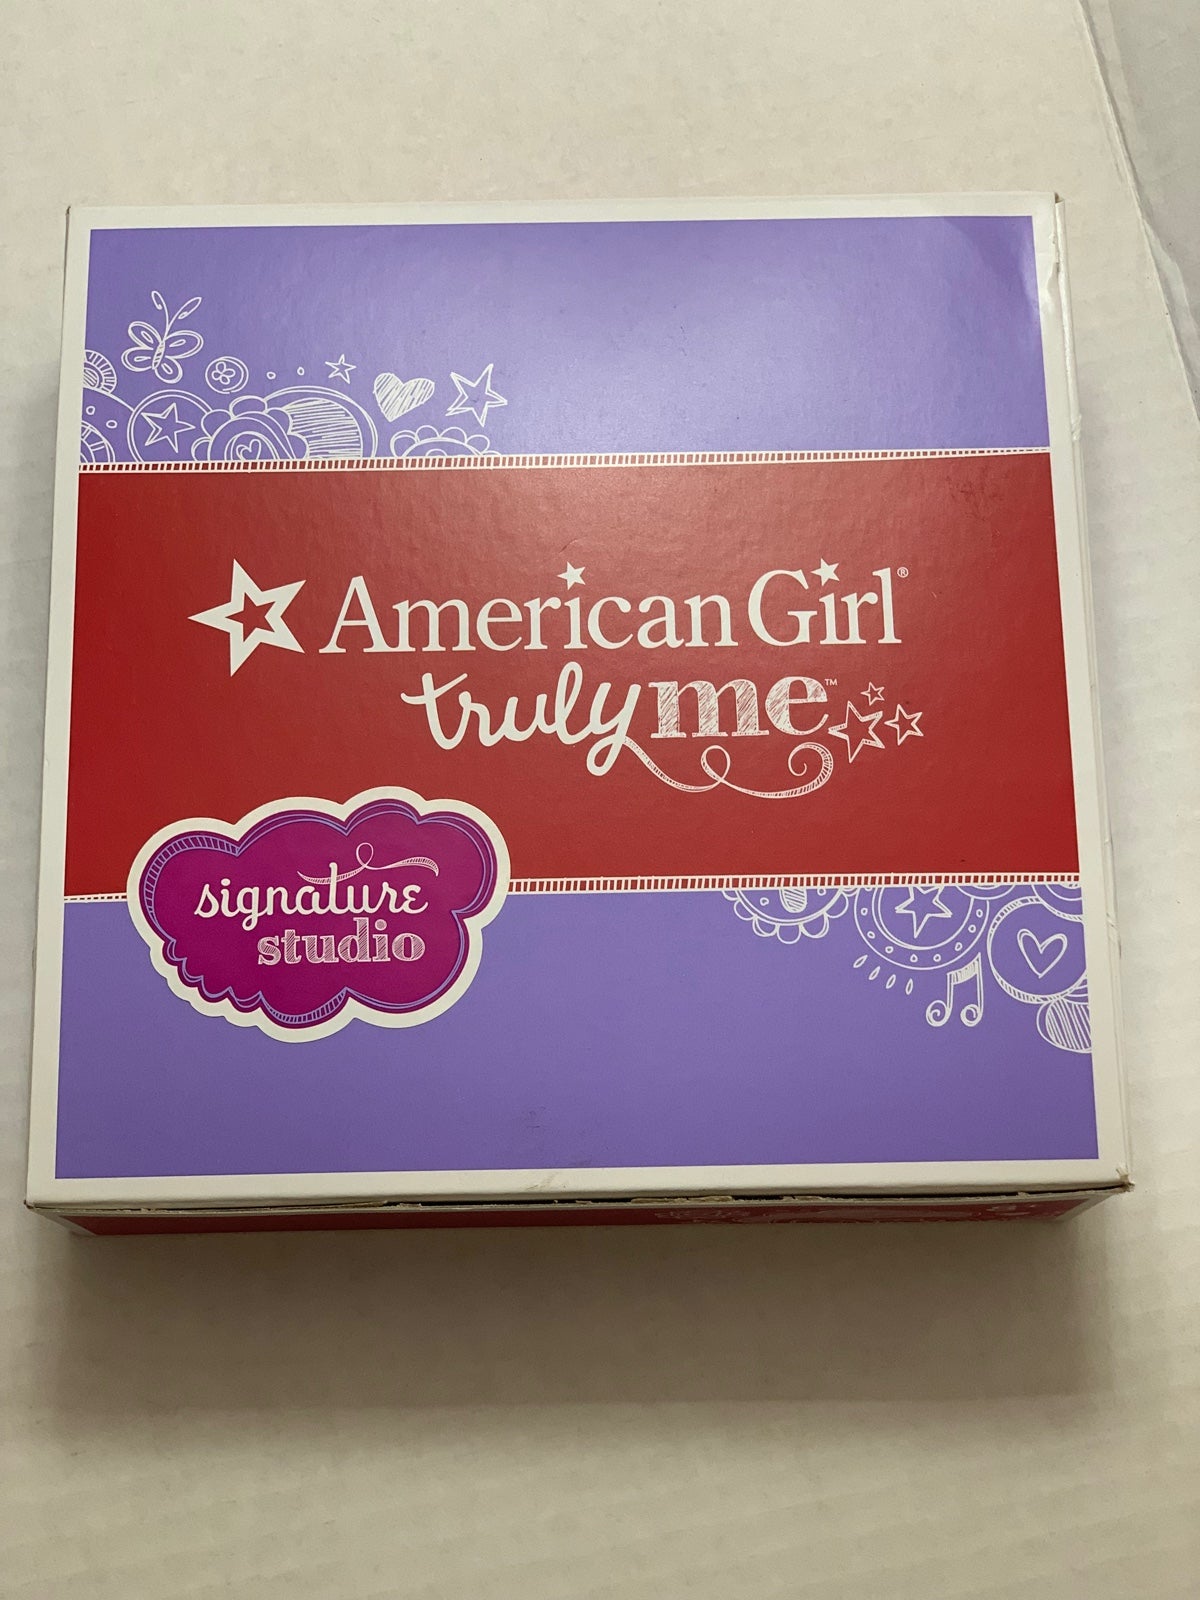 American Girl®
truly me™
signature
studio